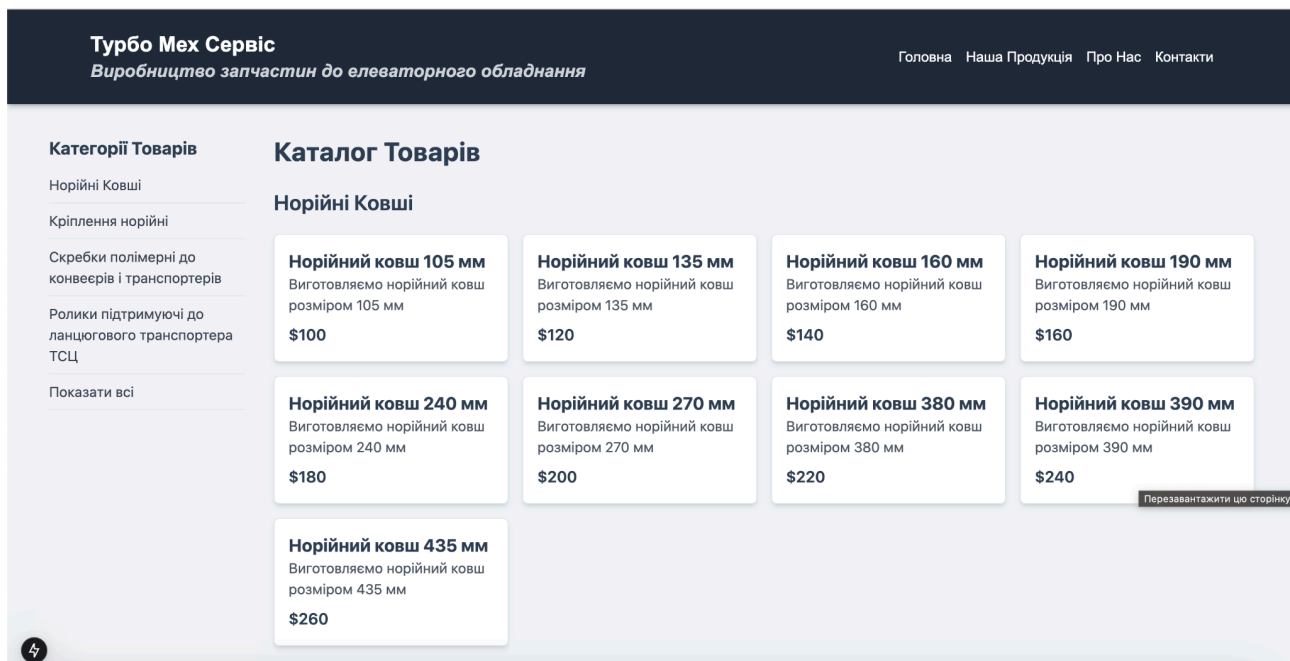 Турбо Мех Сервіс
Виробництво запчастин до елеваторного обладнання
Головна Наша Продукція Про Нас Контакти
Категорії Товарів
Норійні Ковші
Кріплення норійні
Скребки полімерні до
конвеєрів і транспортерів
Ролики підтримуючі до
ланцюгового транспортера
ТСЦ
Показати всі
Каталог Товарів
Норійні Ковші
Норійний ковш 105 мм
Виготовляємо норійний ковш
розміром 105 мм
$100
Норійний ковш 135 мм
Виготовляємо норійний ковш
розміром 135 мм
$120
Норійний ковш 160 мм
Виготовляємо норійний ковш
розміром 160 мм
$140
Норійний ковш 190 мм
Виготовляємо норійний ковш
розміром 190 мм
$160
Норійний ковш 240 мм
Виготовляємо норійний ковш
розміром 240 мм
$180
Норійний ковш 270 мм
Виготовляємо норійний ковш
розміром 270 мм
$200
Норійний ковш 380 мм
Виготовляємо норійний ковш
розміром 380 мм
$220
Норійний ковш 390 мм
Виготовляємо норійний ковш
розміром 390 мм
$240
Перезавантажити цю сторінку
Норійний ковш 435 мм
Виготовляємо норійний ковш
розміром 435 мм
$260